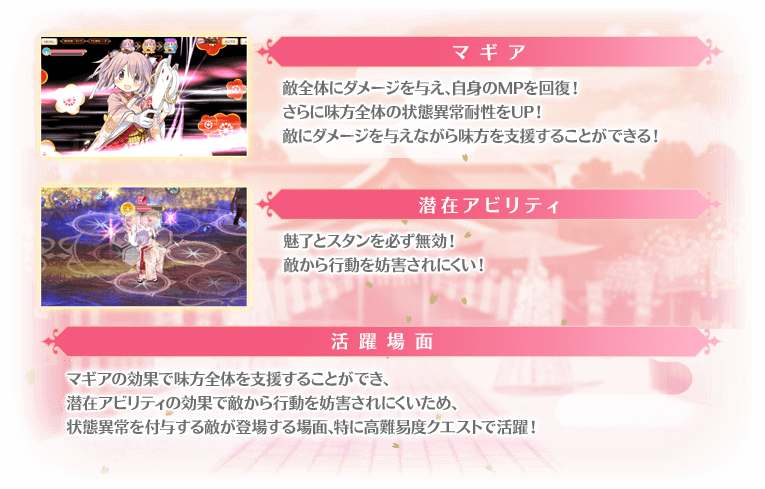 マギア
敵全体にダメージを与え、自身のMPを回復！
さらに味方全体の状態異常耐性をUP！
敵にダメージを与えながら味方を支援することができる！
潜在アビリティ
魅了とスタンを必ず無効！
敵から行動を妨害されにくい！
活躍場面
マギアの効果で味方全体を支援することができ、
潜在アビリティの効果で敵から行動を妨害されにくいため、
状態異常を付与する敵が登場する場面、特に高難易度クエストで活躍！